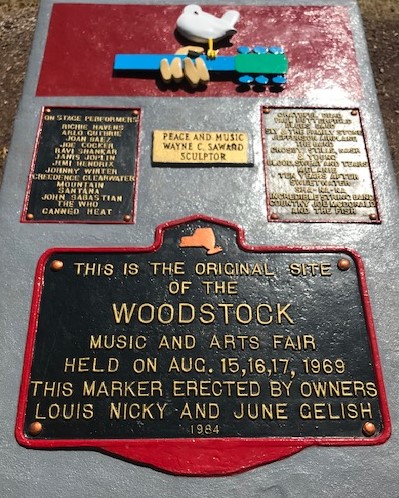 ON STAGE PERFORMERS
RICHIE HAVENS
ARLO GUTHRIE
JOAN BAEZ
JOE COCKER
RAVI SHANKAR
JANIS JOPLIN
JIMI HENDRIX
JOHNNY WINTER
CREEDENCE CLEARWATER
MOUNTAIN
SANTANA
JOHN SABASTIAN
THE WHO
CANNED HEAT
PEACE AND MUSIC
WAYNE C. SAWARD
SCULPTOR
GRATEFUL DEAD
PAUL BUTTERFIELD
BLUES BAND
SLY & THE FAMILY STONE
JEFFERSON AIRPLANE
THE BAND
CROSBY, STILLS, NASH
YOUNG
BLOOD, SWEAT AND TEARS
MELANIE
TEN YEARS AFTER
SWEETWATER
SHA-NA-NA
INCREDIBLE STRING BAND
COUNTRY JOE MCDONALD
AND THE FISH
THIS IS THE ORIGINAL SITE
OF THE
WOODSTOCK
MUSIC AND ARTS FAIR
HELD ON AUG. 15,16,17, 1969
THIS MARKER ERECTED BY OWNERS
LOUIS NICKY AND JUNE GELISH
1984